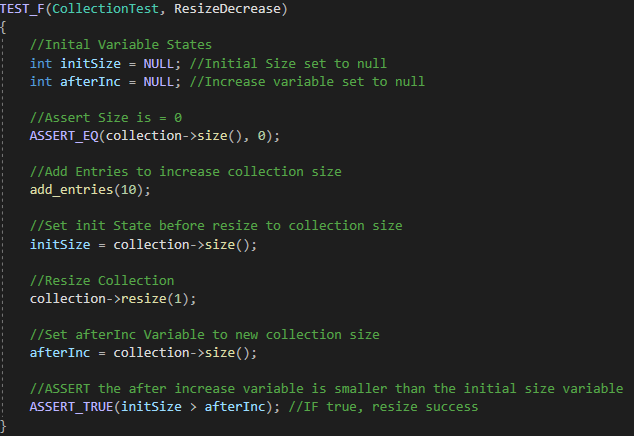 TEST_F(CollectionTest, ResizeDecrease)
{
//Inital Variable States
int initSize = NULL; //Initial Size set to null
int afterInc = NULL; //Increase variable set to null
//Assert Size is = 0
ASSERT_EQ(collection->size(), 0);
//Add Entries to increase collection size
add_entries(10);
//Set init State before resize to collection size
initSize = collection->size();
//Resize Collection
collection->resize(1);
//Set afterInc Variable to new collection size
afterInc = collection->size();
//ASSERT the after increase variable is smaller than the initial size variable
ASSERT_TRUE(initSize > afterInc); //IF true, resize success
}